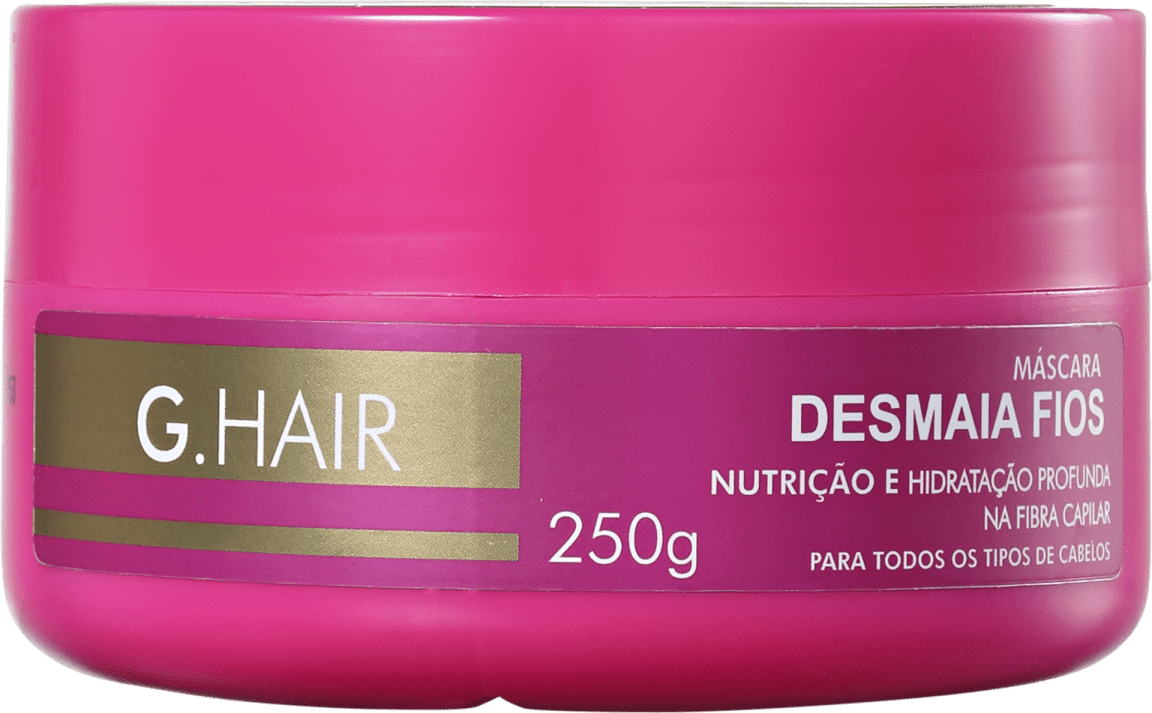 G.HAIR
250g
MÁSCARA
DESMAIA FIOS
NUTRIÇÃO E HIDRATAÇÃO PROFUNDA
NA FIBRA CAPILAR
PARA TODOS OS TIPOS DE CABELOS